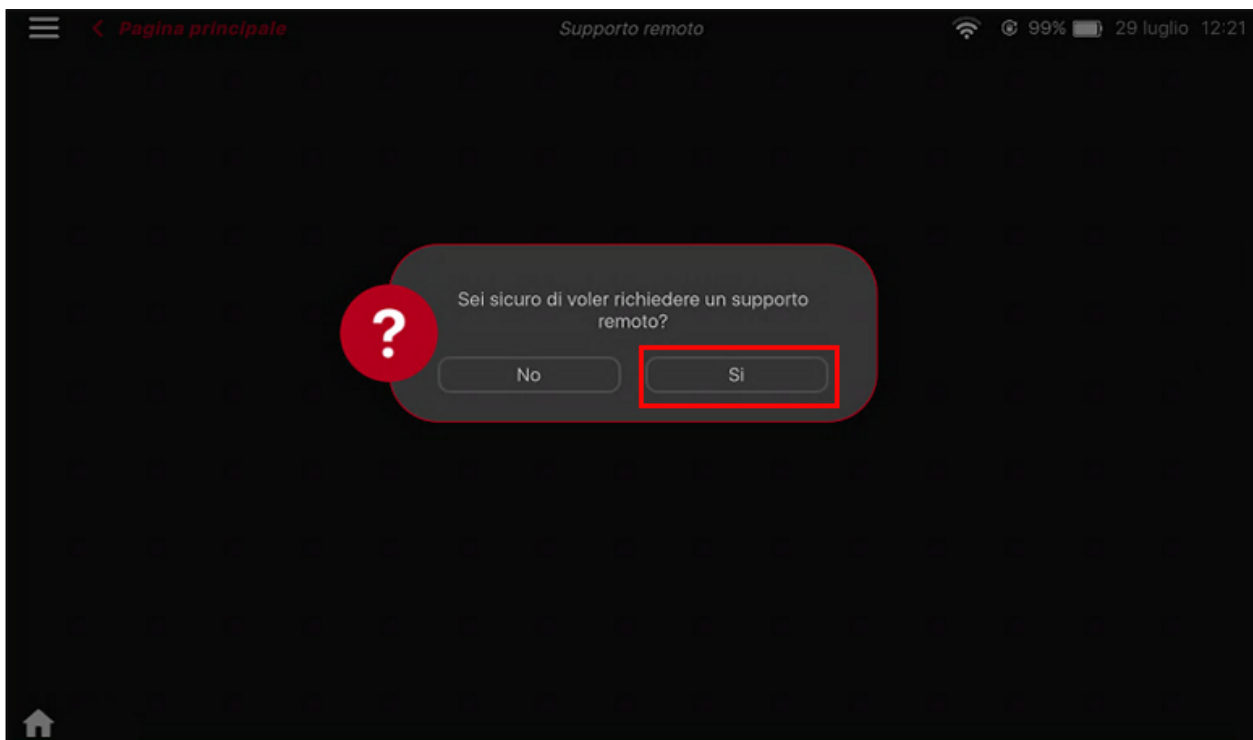 Pagina principale
Supporto remoto
99%
29 luglio 12:21
Sei sicuro di voler richiedere un supporto
remoto?
?
No
Si